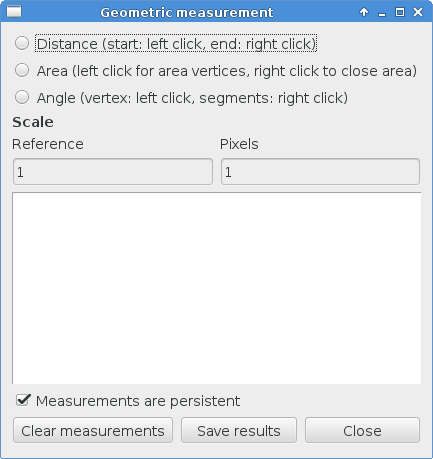 Geometric measurement
Distance (start: left click, end: right click)
Area (left click for area vertices, right click to close area)
Angle (vertex: left click, segments: right click)
Scale
Reference Pixels
1 1
Measurements are persistent
Clear measurements Save results Close